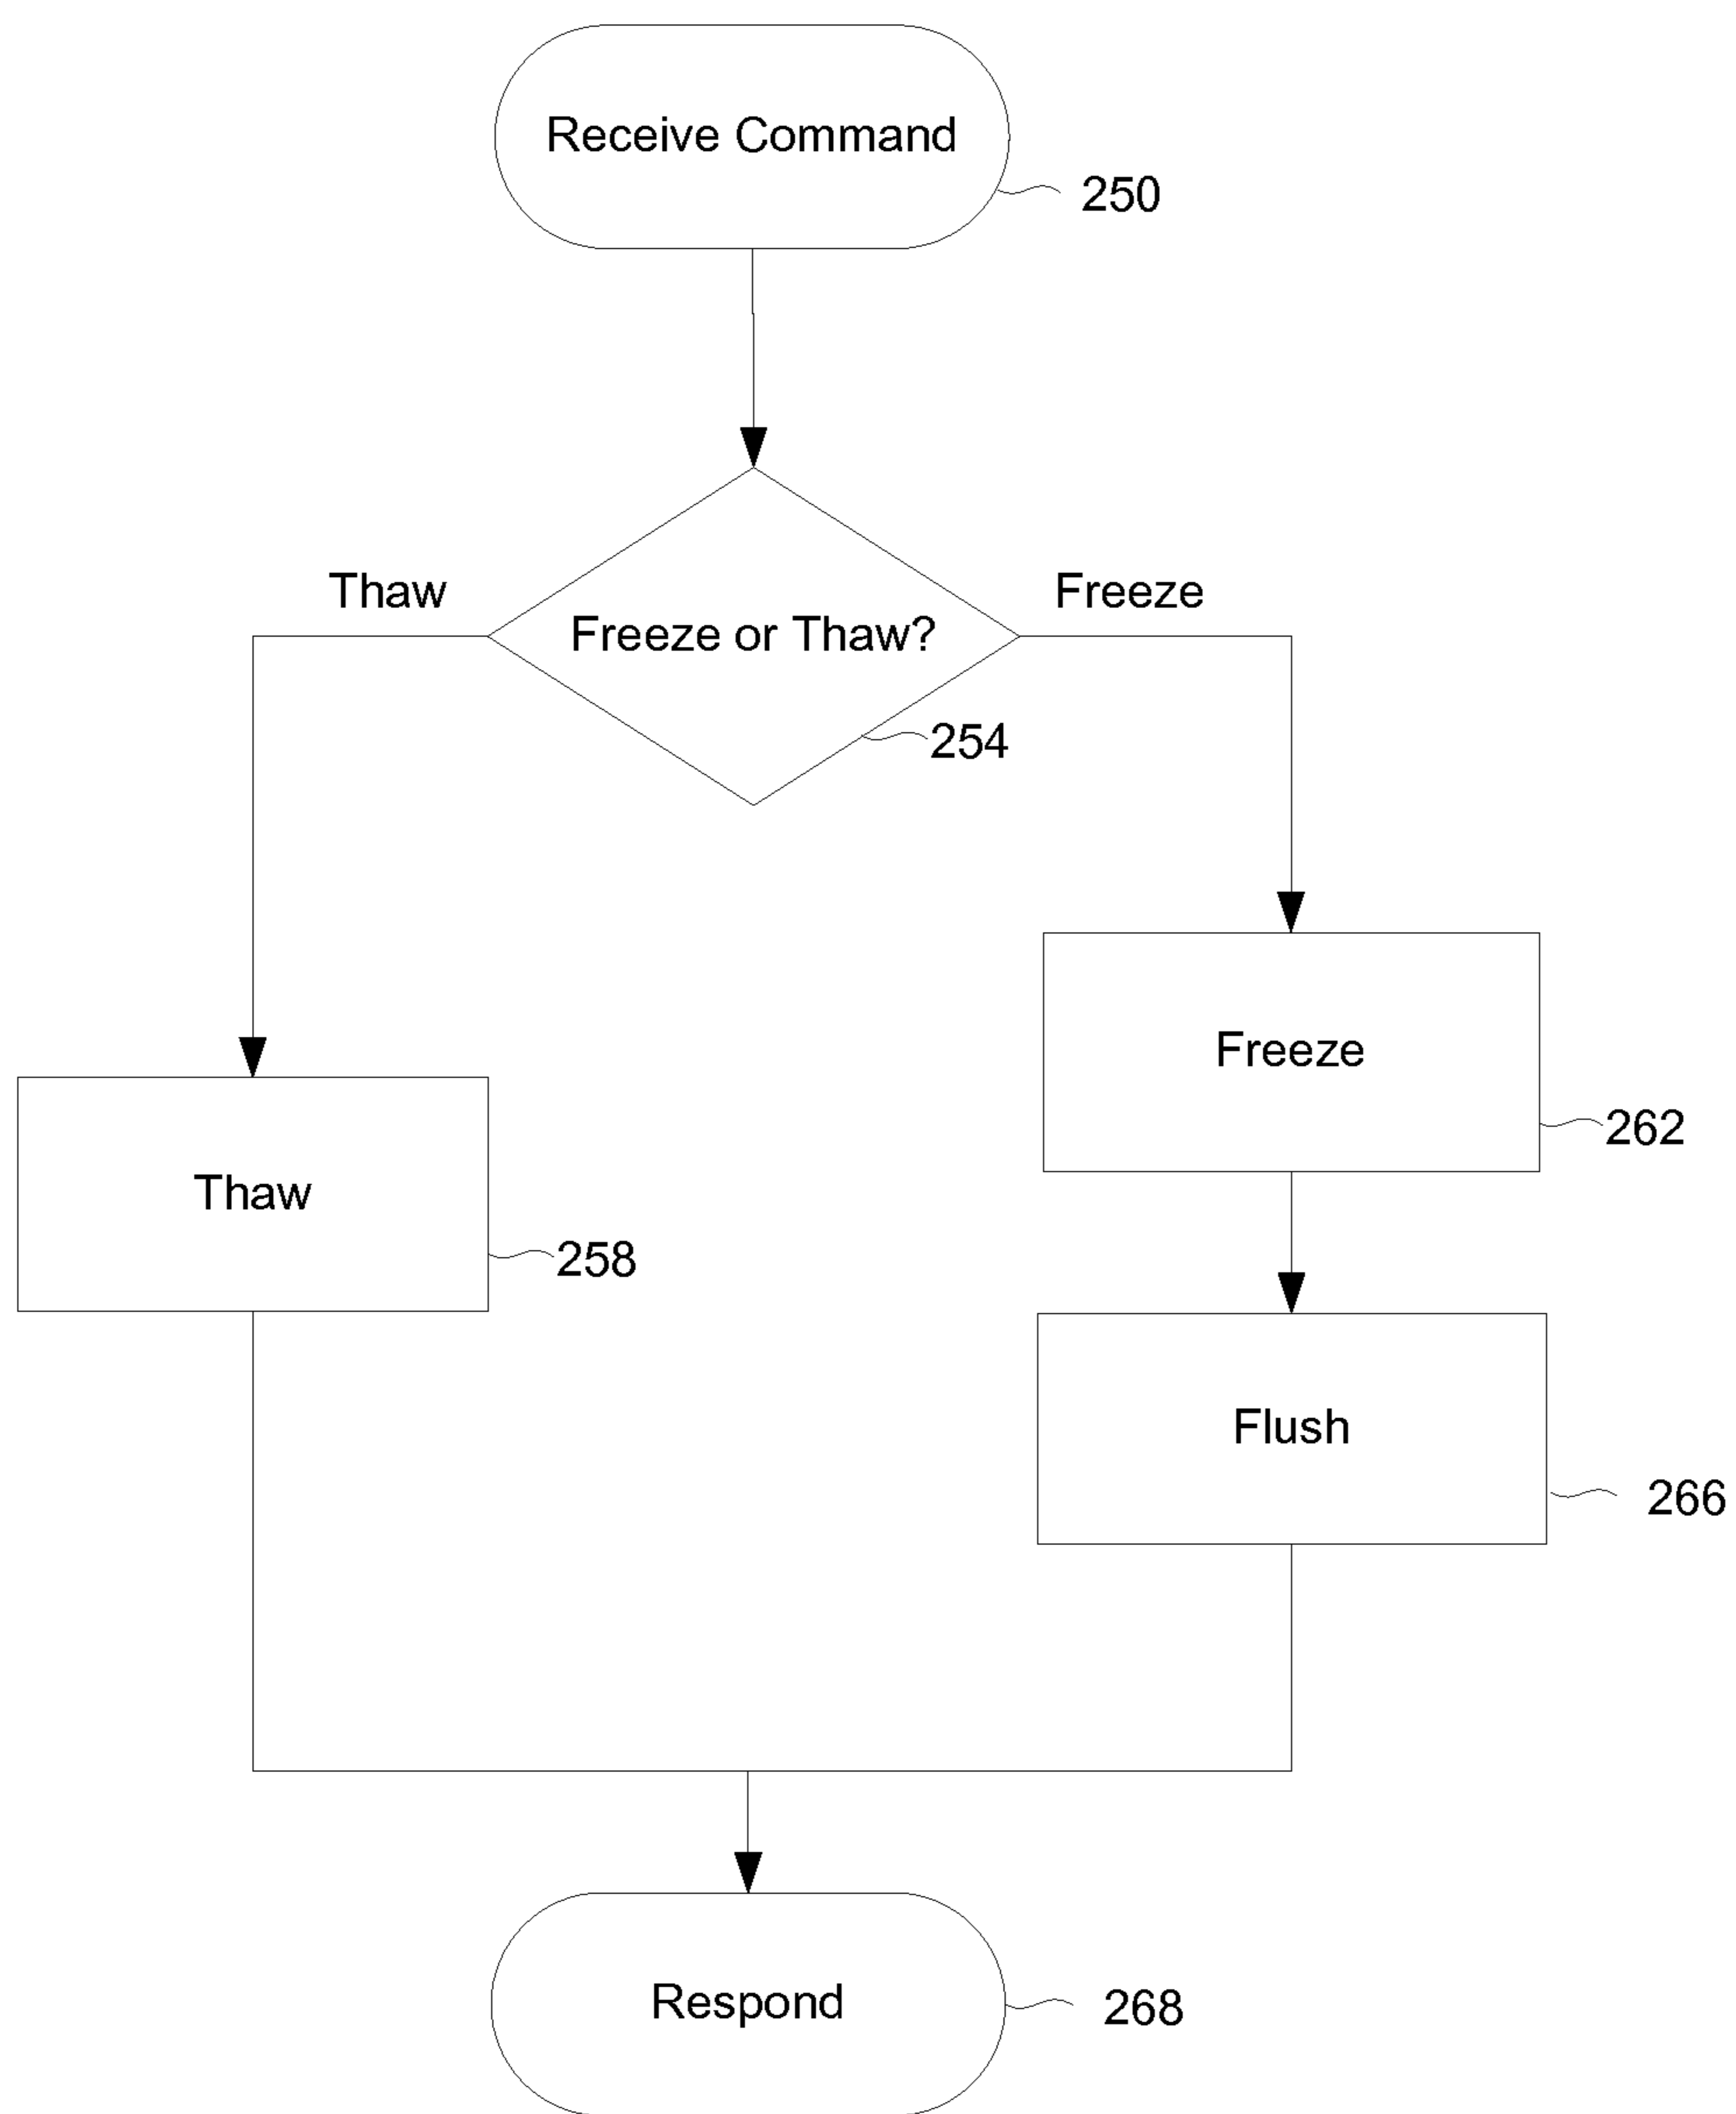 Receive Command
250
Thaw
Freeze
Freeze or Thaw?
254
Freeze
262
Thaw
258
Flush
266
Respond
268